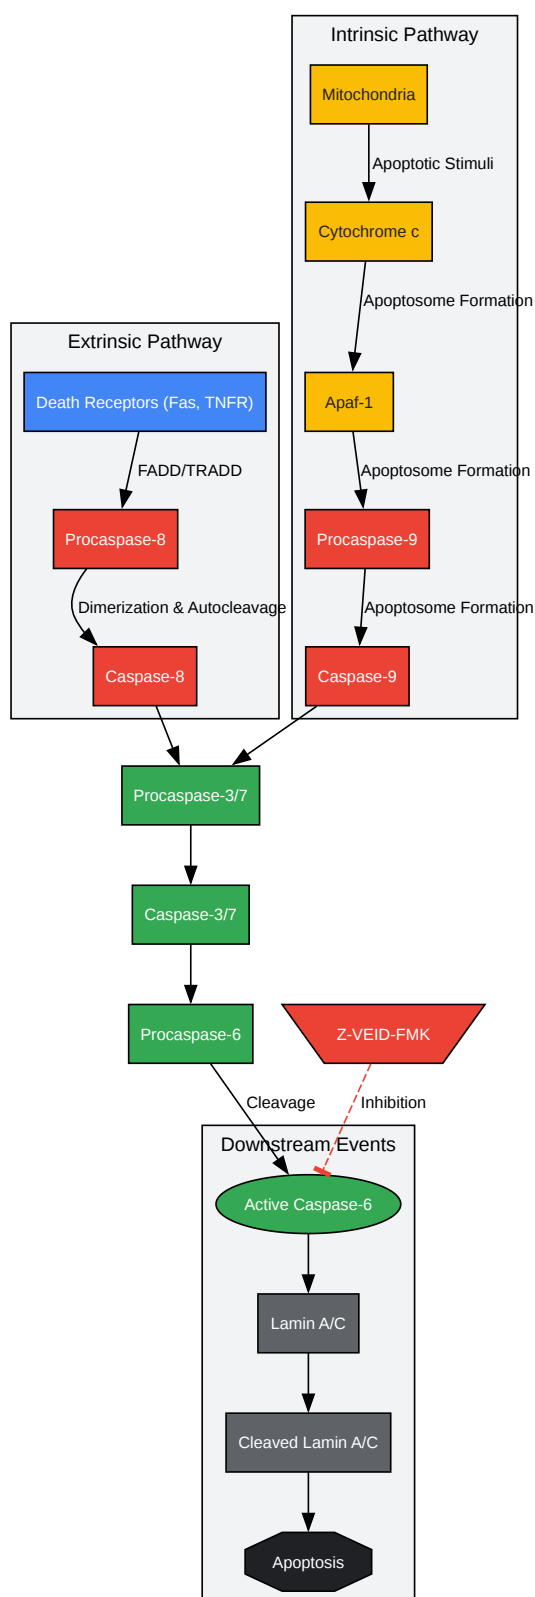 Intrinsic Pathway
Mitochondria
Apoptotic Stimuli
Cytochrome c
Apoptosome Formation
Extrinsic Pathway
Death Receptors (Fas, TNFR)
Apaf-1
FADD/TRADD
Apoptosome Formation
Procaspase-8
Procaspase-9
Dimerization & Autocleavage
Apoptosome Formation
Caspase-8
Caspase-9
Procaspase-3/7
Caspase-3/7
Procaspase-6
Z-VEID-FMK
Cleavage
Inhibition
Downstream Events
Active Caspase-6
Lamin A/C
Cleaved Lamin A/C
Apoptosis